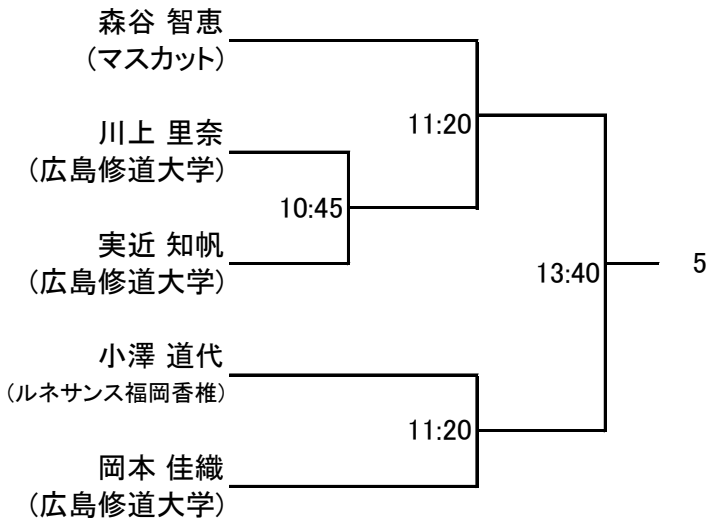 森谷 智恵
(マスカット)
11:20
川上 里奈
(広島修道大学)
10:45
実近 知帆
(広島修道大学)
13:40
5
小澤 道代
(ルネサンス福岡香椎)
11:20
岡本 佳織
(広島修道大学)